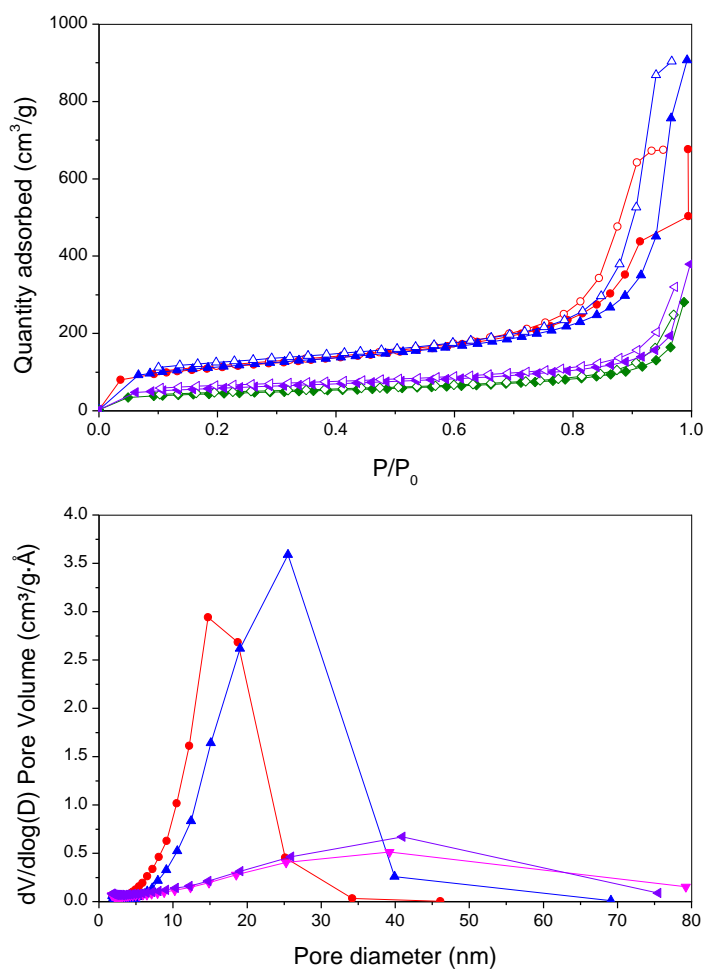 1000
800
600
400
200
0
Quantity adsorbed (cm³/g)
0.0 0.2 0.4 0.6 0.8 1.0
P/P₀
4.0
3.5
3.0
2.5
2.0
1.5
1.0
0.5
0.0
dV/dlog(D) Pore Volume (cm³/g·Å)
0 10 20 30 40 50 60 70 80
Pore diameter (nm)